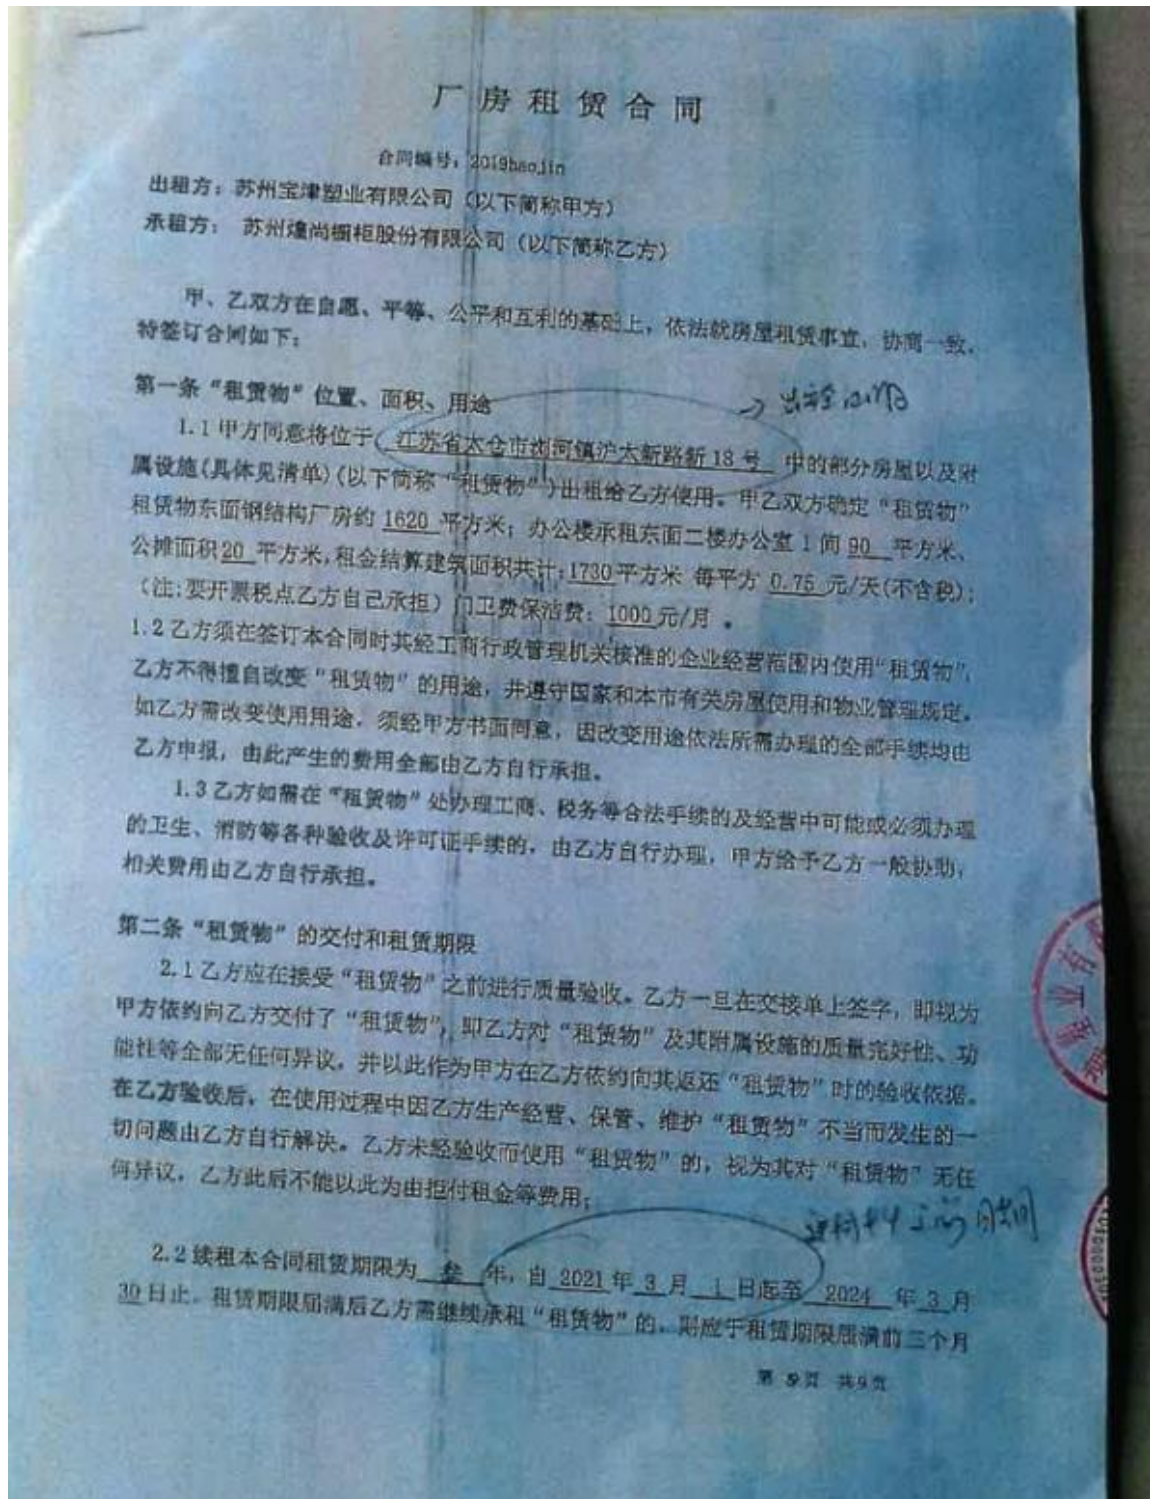 厂房租赁合同
合同编号：2019baojin
出租方：苏州宝津塑业有限公司（以下简称甲方）
承租方： 苏州煌尚橱柜股份有限公司（以下简称乙方）
甲、乙双方在自愿、平等、公平和互利的基础上，依法就房屋租赁事宜，协商一致，
特签订合同如下：
第一条“租赁物”位置、面积、用途
1.1甲方同意将位于 江苏省太仓市浏河镇沪太新路新18号 中的部分房屋以及附
属设施(具体见清单)(以下简称“租赁物”)出租给乙方使用。甲乙双方确定“租赁物”
租赁物东面钢结构厂房约 1620 平方米；办公楼承租东面二楼办公室1间 90 平方米、
公摊面积20 平方米,租金结算建筑面积共计:1730平方米 每平方 0.75 元/天(不含税)；
（注:要开票税点乙方自己承担）门卫费保洁费：1000元/月 。
1.2乙方须在签订本合同时其经工商行政管理机关核准的企业经营范围内使用“租赁物”，
乙方不得擅自改变“租赁物”的用途，并遵守国家和本市有关房屋使用和物业管理规定。
如乙方需改变使用用途，须经甲方书面同意，因改变用途依法所需办理的全部手续均由
乙方申报，由此产生的费用全部由乙方自行承担。
1.3乙方如需在“租赁物”处办理工商、税务等合法手续的及经营中可能或必须办理
的卫生、消防等各种验收及许可证手续的，由乙方自行办理，甲方给予乙方一般协助，
相关费用由乙方自行承担。
第二条“租赁物”的交付和租赁期限
2.1乙方应在接受“租赁物”之前进行质量验收。乙方一旦在交接单上签字，即视为
甲方依约向乙方交付了“租赁物”，即乙方对“租赁物”及其附属设施的质量完好性、功
能性等全部无任何异议，并以此作为甲方在乙方依约向其返还“租赁物”时的验收依据。
在乙方验收后，在使用过程中因乙方生产经营、保管、维护“租赁物”不当而发生的一
切问题由乙方自行解决。乙方未经验收而使用“租赁物”的，视为其对“租赁物”无任
何异议，乙方此后不能以此为由拒付租金等费用；
2.2续租本合同租赁期限为 叁 年，自 2021 年 3 月 1 日起至 2024 年 3 月
30日止。租赁期限届满后乙方需继续承租“租赁物”的，则应于租赁期限届满前三个月
共9页
业有